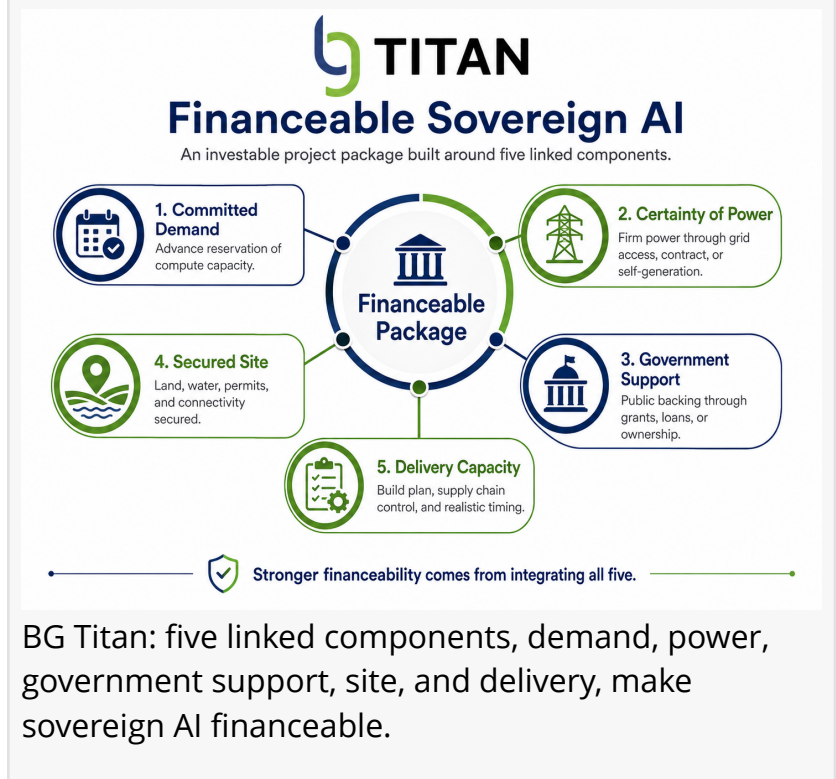 bg TITAN
Financeable Sovereign AI
An investable project package built around five linked components.
1. Committed
Demand
Advance reservation of
compute capacity.
2. Certainty of Power
Firm power through grid
access, contract, or
self-generation.
Financeable
Package
4. Secured Site
Land, water, permits,
and connectivity
secured.
3. Government
Support
Public backing through
grants, loans, or
ownership.
5. Delivery Capacity
Build plan, supply chain
control, and realistic timing.
Stronger financeability comes from integrating all five.
BG Titan: five linked components, demand, power,
government support, site, and delivery, make
sovereign AI financeable.